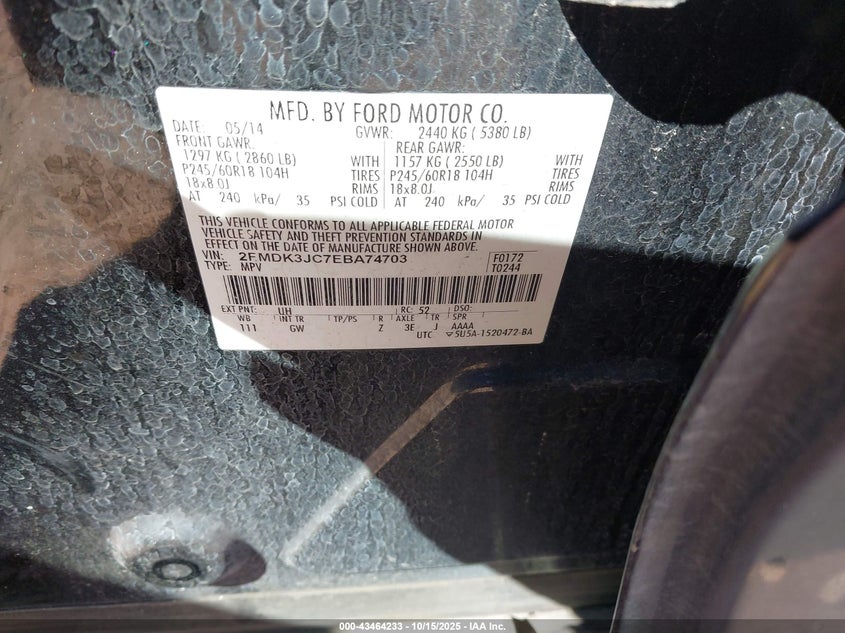 MFD. BY FORD MOTOR CO.
DATE: 05/14 GVWR: 2440 KG ( 5380 LB)
FRONT GAWR: REAR GAWR:
1297 KG ( 2860 LB) WITH 1157 KG ( 2550 LB) WITH
P245/60R18 104H TIRES P245/60R18 104H TIRES
18x8.0J RIMS 18x8.0J RIMS
AT 240 kPa/ 35 PSI COLD AT 240 kPa/ 35 PSI COLD
THIS VEHICLE CONFORMS TO ALL APPLICABLE FEDERAL MOTOR
VEHICLE SAFETY AND THEFT PREVENTION STANDARDS IN
EFFECT ON THE DATE OF MANUFACTURE SHOWN ABOVE.
VIN: 2FMDK3JC7EBA74703 F0172
TYPE: MPV T0244
EXT PNT: UH RC: 52 DSO:
WB INT TR TP/PS R AXLE TR SPR
111 GW Z 3E J AAAA
UTC 5U5A-1520472-BA
000-43464233 - 10/15/2025 - IAA Inc.